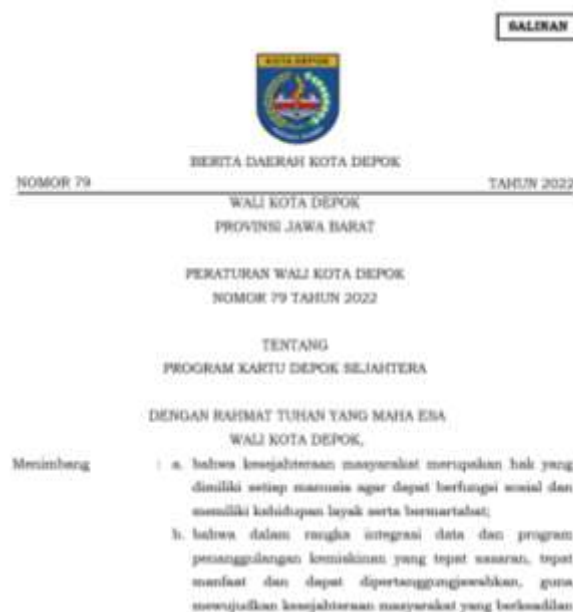 SALINAN
KOTA DEPOK
BERITA DAERAH KOTA DEPOK
NOMOR 79 TAHUN 2022
WALI KOTA DEPOK
PROVINSI JAWA BARAT
PERATURAN WALI KOTA DEPOK
NOMOR 79 TAHUN 2022
TENTANG
PROGRAM KARTU DEPOK SEJAHTERA
DENGAN RAHMAT TUHAN YANG MAHA ESA
WALI KOTA DEPOK,
Menimbang : a. bahwa kesejahteraan masyarakat merupakan hak yang
dimiliki setiap manusia agar dapat berfungsi sosial dan
memiliki kehidupan layak serta bermartabat;
b. bahwa dalam rangka integrasi data dan program
penanggulangan kemiskinan yang tepat sasaran, tepat
manfaat dan dapat dipertanggungjawabkan, guna
mewujudkan kesejahteraan masyarakat yang berkeadilan